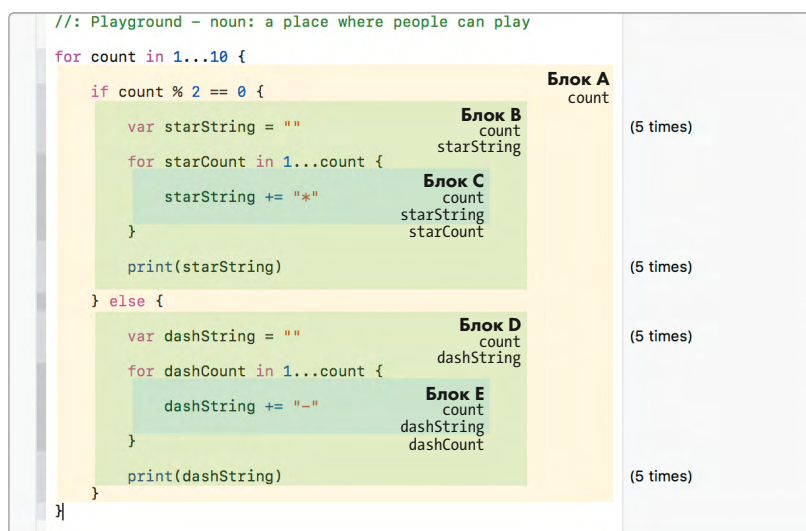 //: Playground – noun: a place where people can play
for count in 1...10 {
Блок A
count
if count % 2 == 0 {
Блок B
count
starString
var starString = ""
(5 times)
for starCount in 1...count {
Блок C
count
starString
starCount
starString += "*"
}
print(starString)
(5 times)
} else {
Блок D
count
dashString
var dashString = ""
(5 times)
for dashCount in 1...count {
Блок E
count
dashString
dashCount
dashString += "-"
}
print(dashString)
(5 times)
}
}